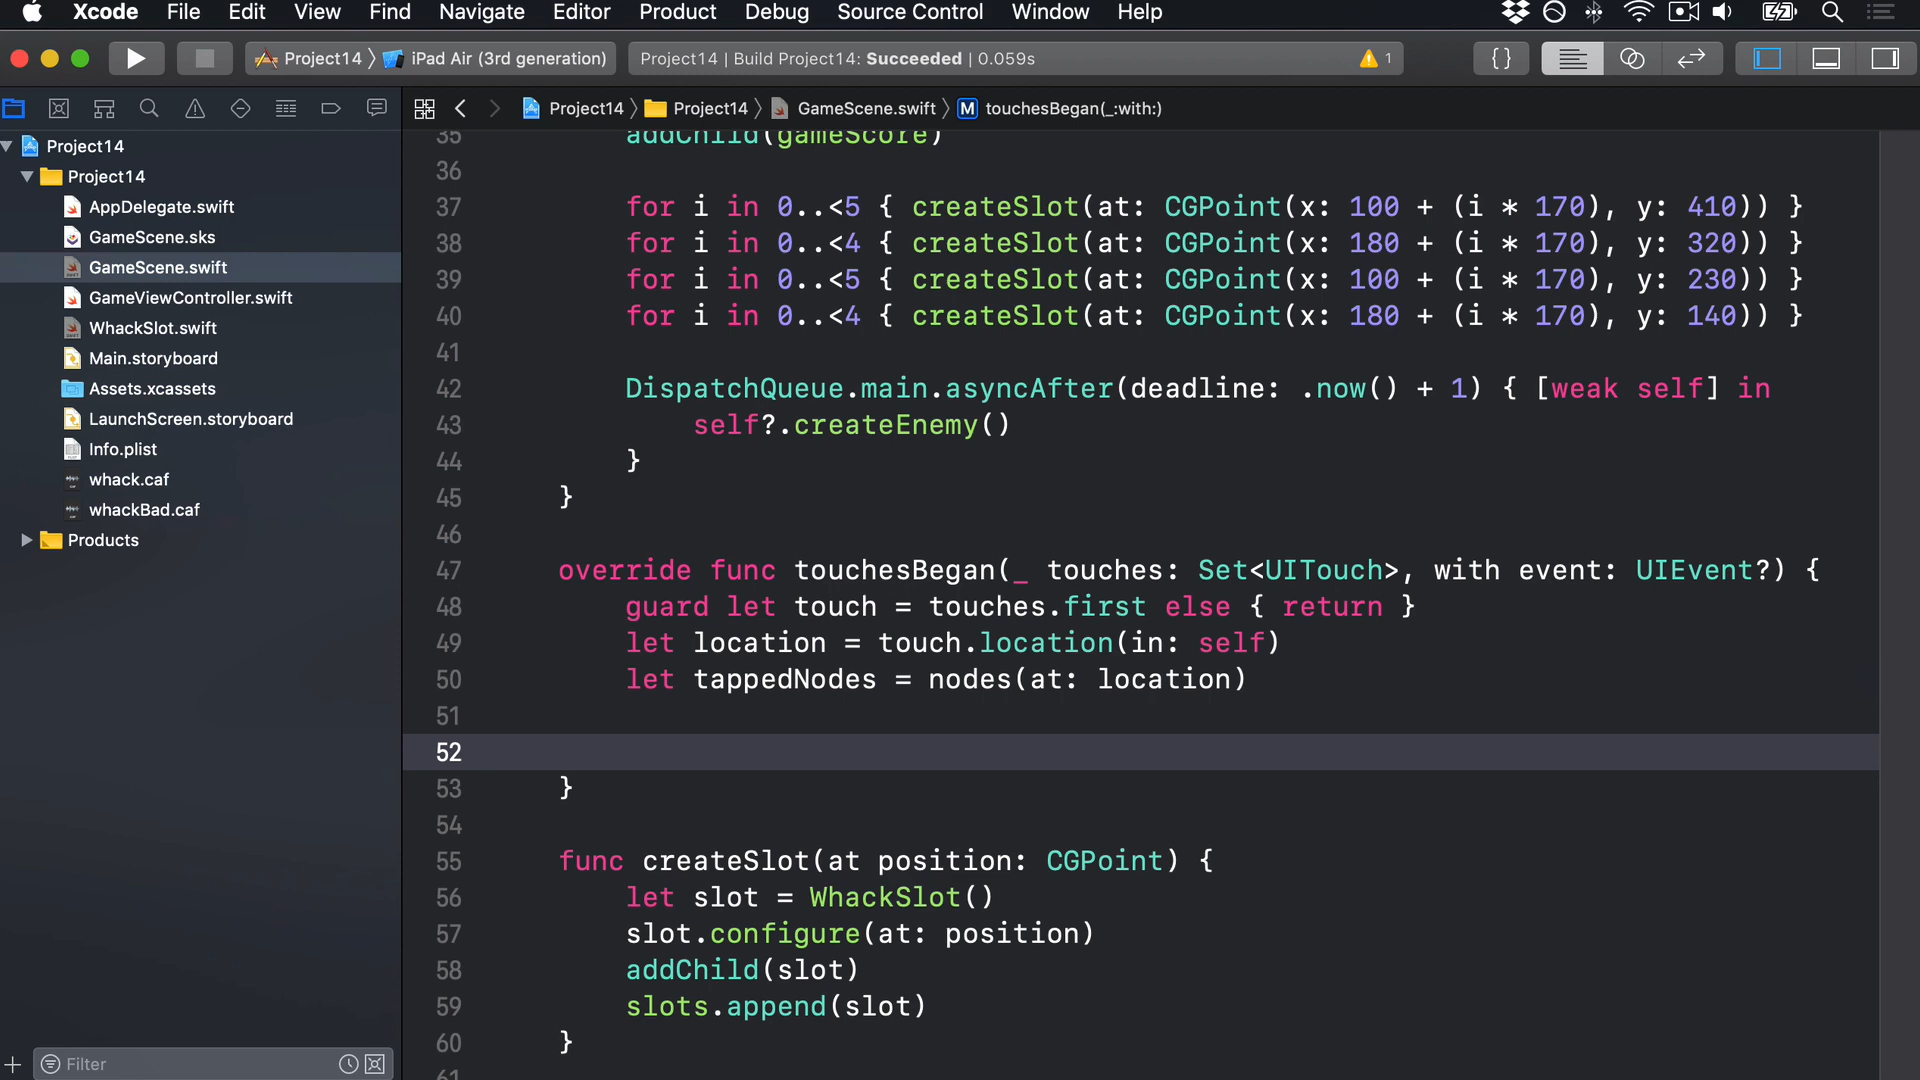 Xcode File Edit View Find Navigate Editor Product Debug Source Control Window Help
Project14 iPad Air (3rd generation) Project14 | Build Project14: Succeeded | 0.059s 1 {}
Project14 Project14 GameScene.swift M touchesBegan(_:with:)
Project14
Project14
AppDelegate.swift
GameScene.sks
GameScene.swift
GameViewController.swift
WhackSlot.swift
Main.storyboard
Assets.xcassets
LaunchScreen.storyboard
Info.plist
whack.caf
whackBad.caf
Products
Filter
35 addChild(gameScore)
36
37 for i in 0..<5 { createSlot(at: CGPoint(x: 100 + (i * 170), y: 410)) }
38 for i in 0..<4 { createSlot(at: CGPoint(x: 180 + (i * 170), y: 320)) }
39 for i in 0..<5 { createSlot(at: CGPoint(x: 100 + (i * 170), y: 230)) }
40 for i in 0..<4 { createSlot(at: CGPoint(x: 180 + (i * 170), y: 140)) }
41
42 DispatchQueue.main.asyncAfter(deadline: .now() + 1) { [weak self] in
43 self?.createEnemy()
44 }
45 }
46
47 override func touchesBegan(_ touches: Set<UITouch>, with event: UIEvent?) {
48 guard let touch = touches.first else { return }
49 let location = touch.location(in: self)
50 let tappedNodes = nodes(at: location)
51
52
53 }
54
55 func createSlot(at position: CGPoint) {
56 let slot = WhackSlot()
57 slot.configure(at: position)
58 addChild(slot)
59 slots.append(slot)
60 }
61